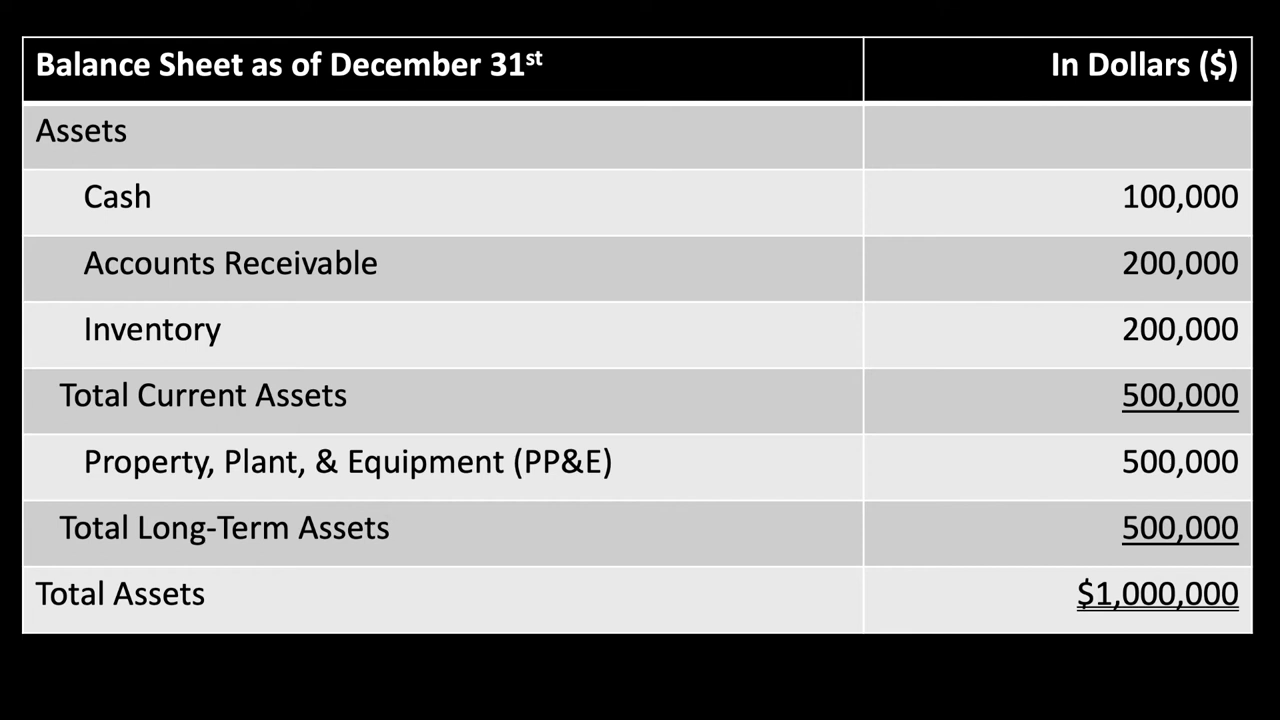 Balance Sheet as of December 31st In Dollars ($)
Assets
Cash 100,000
Accounts Receivable 200,000
Inventory 200,000
Total Current Assets 500,000
Property, Plant, & Equipment (PP&E) 500,000
Total Long-Term Assets 500,000
Total Assets $1,000,000